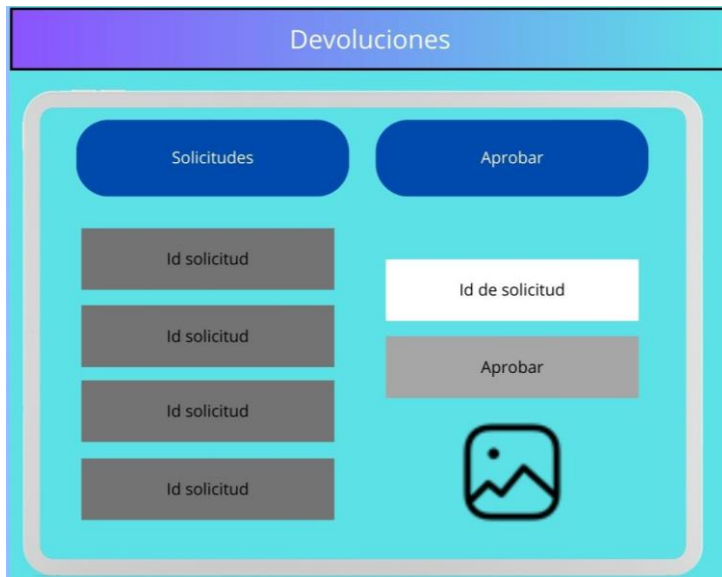 Devoluciones
Solicitudes
Aprobar
Id solicitud
Id solicitud
Id solicitud
Id solicitud
Id de solicitud
Aprobar